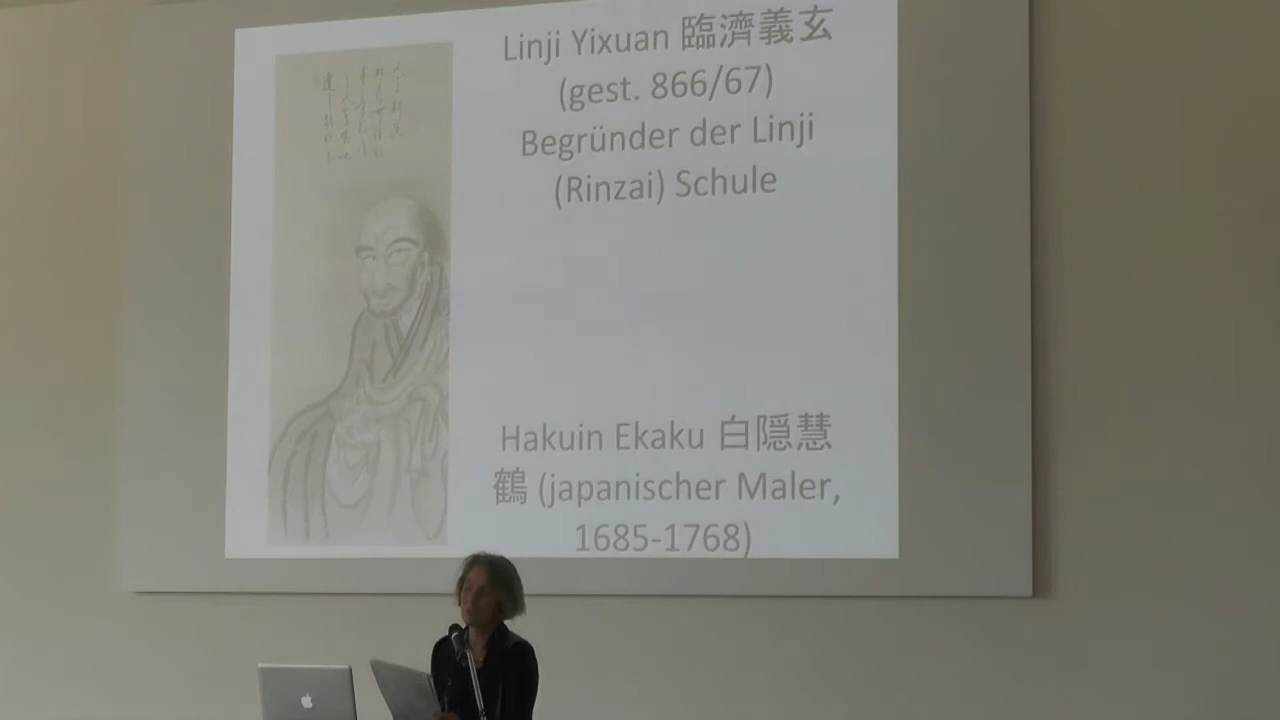 Linji Yixuan 臨濟義玄
(gest. 866/67)
Begründer der Linji
(Rinzai) Schule
Hakuin Ekaku 白隠慧
鶴 (japanischer Maler,
1685-1768)